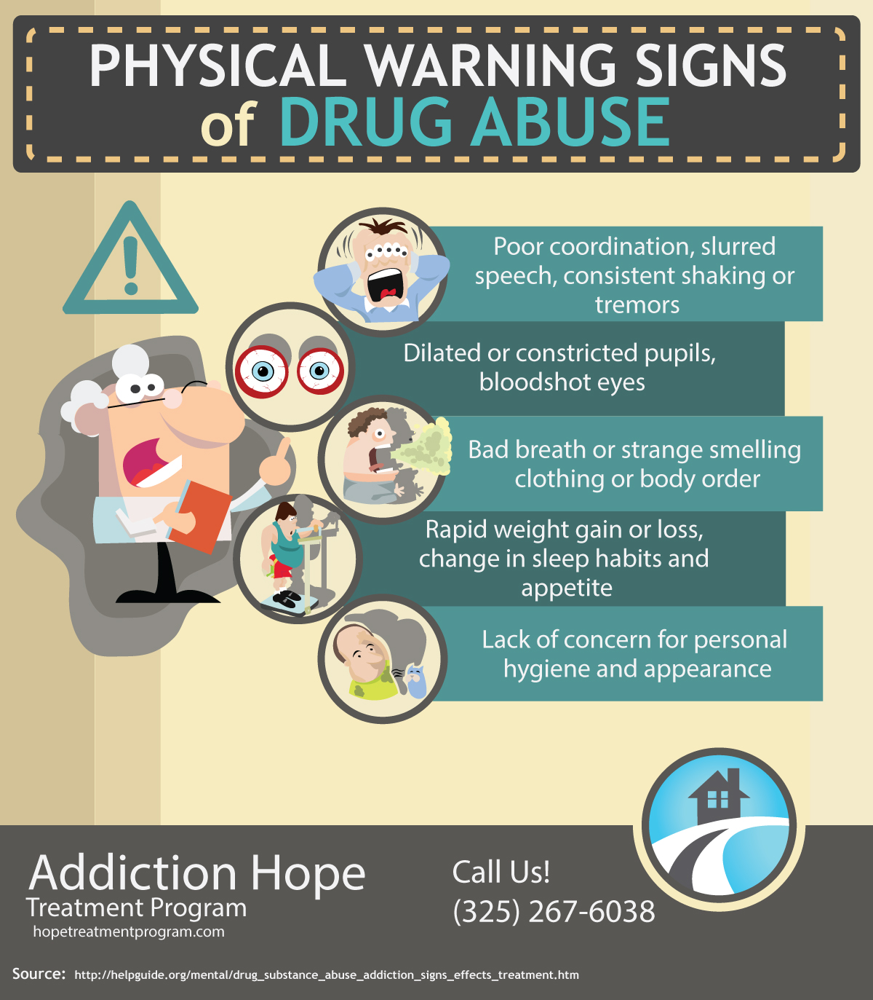 PHYSICAL WARNING SIGNS
of DRUG ABUSE
Poor coordination, slurred
speech, consistent shaking or
tremors
Dilated or constricted pupils,
bloodshot eyes
Bad breath or strange smelling
clothing or body order
Rapid weight gain or loss,
change in sleep habits and
appetite
Lack of concern for personal
hygiene and appearance
Addiction Hope
Treatment Program
hopetreatmentprogram.com
Call Us!
(325) 267-6038
Source: http://helpguide.org/mental/drug_substance_abuse_addiction_signs_effects_treatment.htm